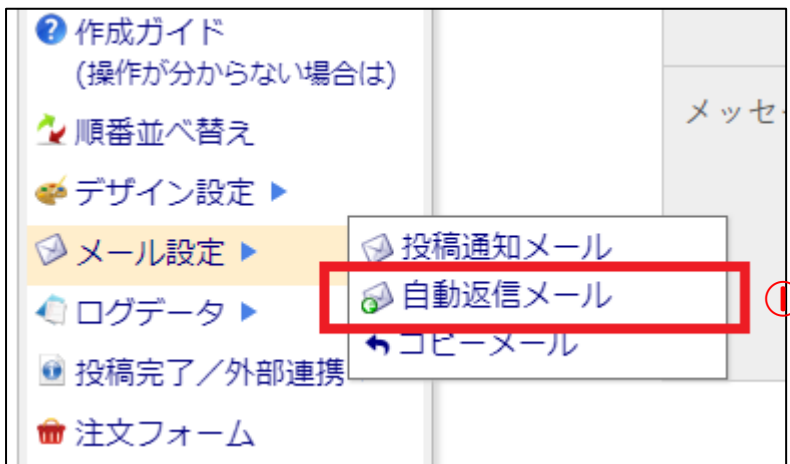 作成ガイド
(操作が分からない場合は)
順番並べ替え
メッセ
デザイン設定
メール設定
投稿通知メール
自動返信メール
ログデータ
コピーメール
投稿完了／外部連携
注文フォーム